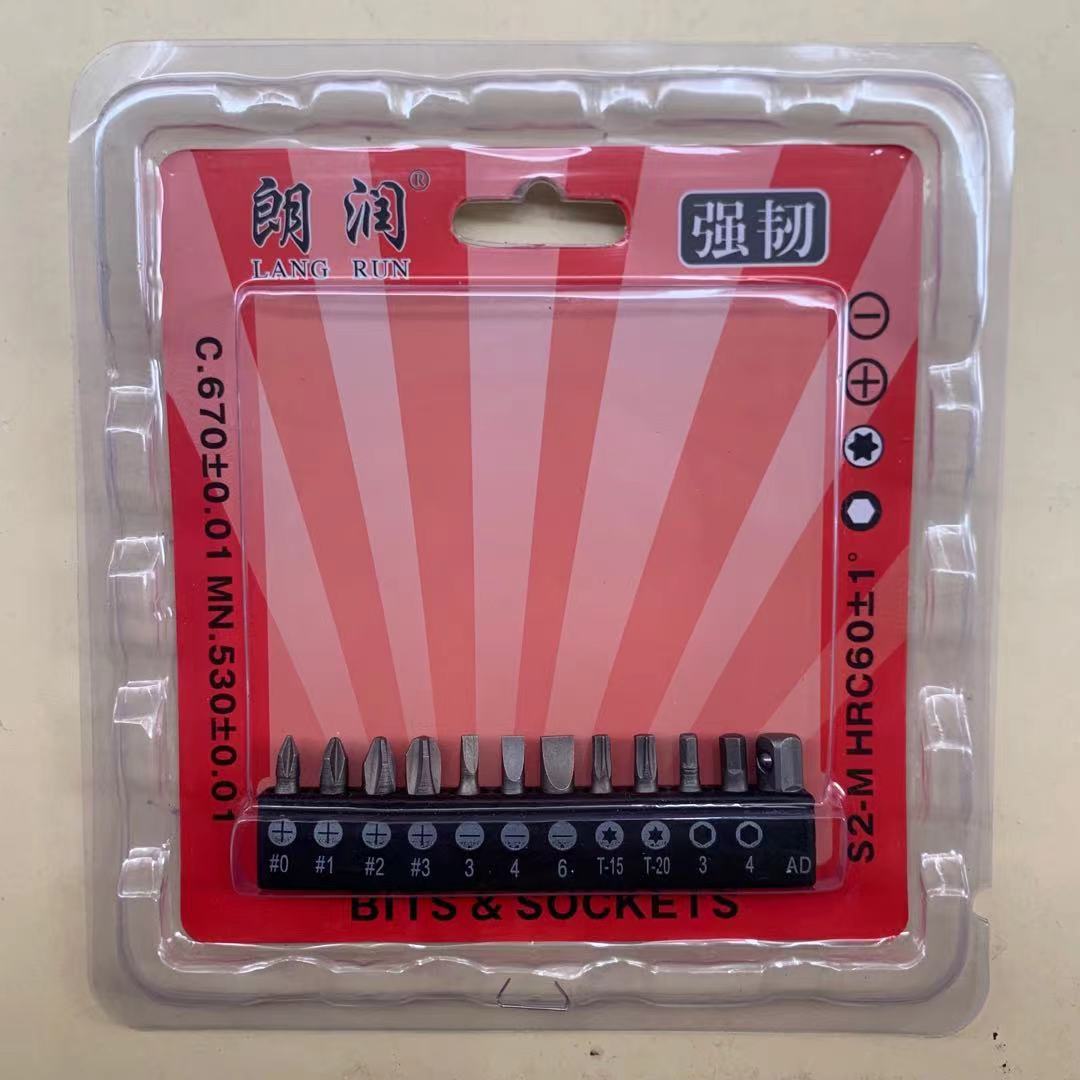 朗润®
LANG RUN
强韧
C.670±0.01 MN.530±0.01
S2-M HRC60±1°
#0 #1 #2 #3 3 4 6. T-15 T-20 3 4 AD
BITS & SOCKETS